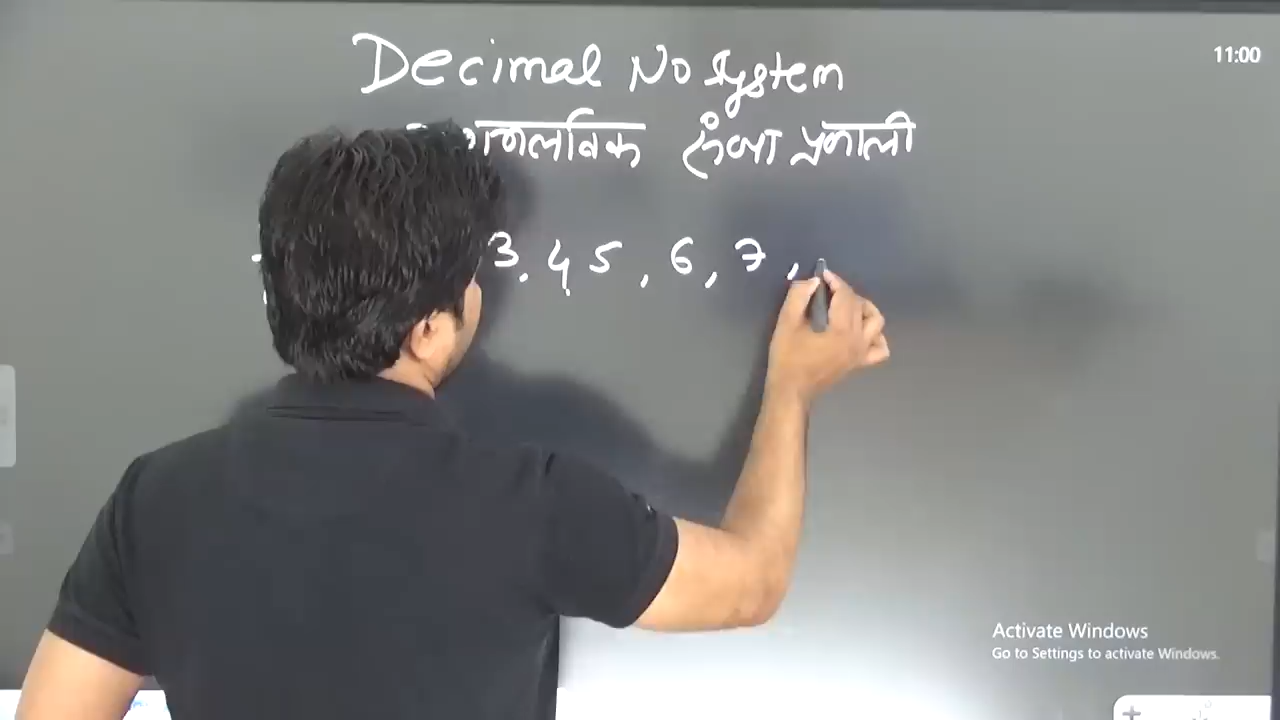 Decimal No System
11:00
प्रणाली
3, 4, 5, 6, 7,
Activate Windows
Go to Settings to activate Windows.